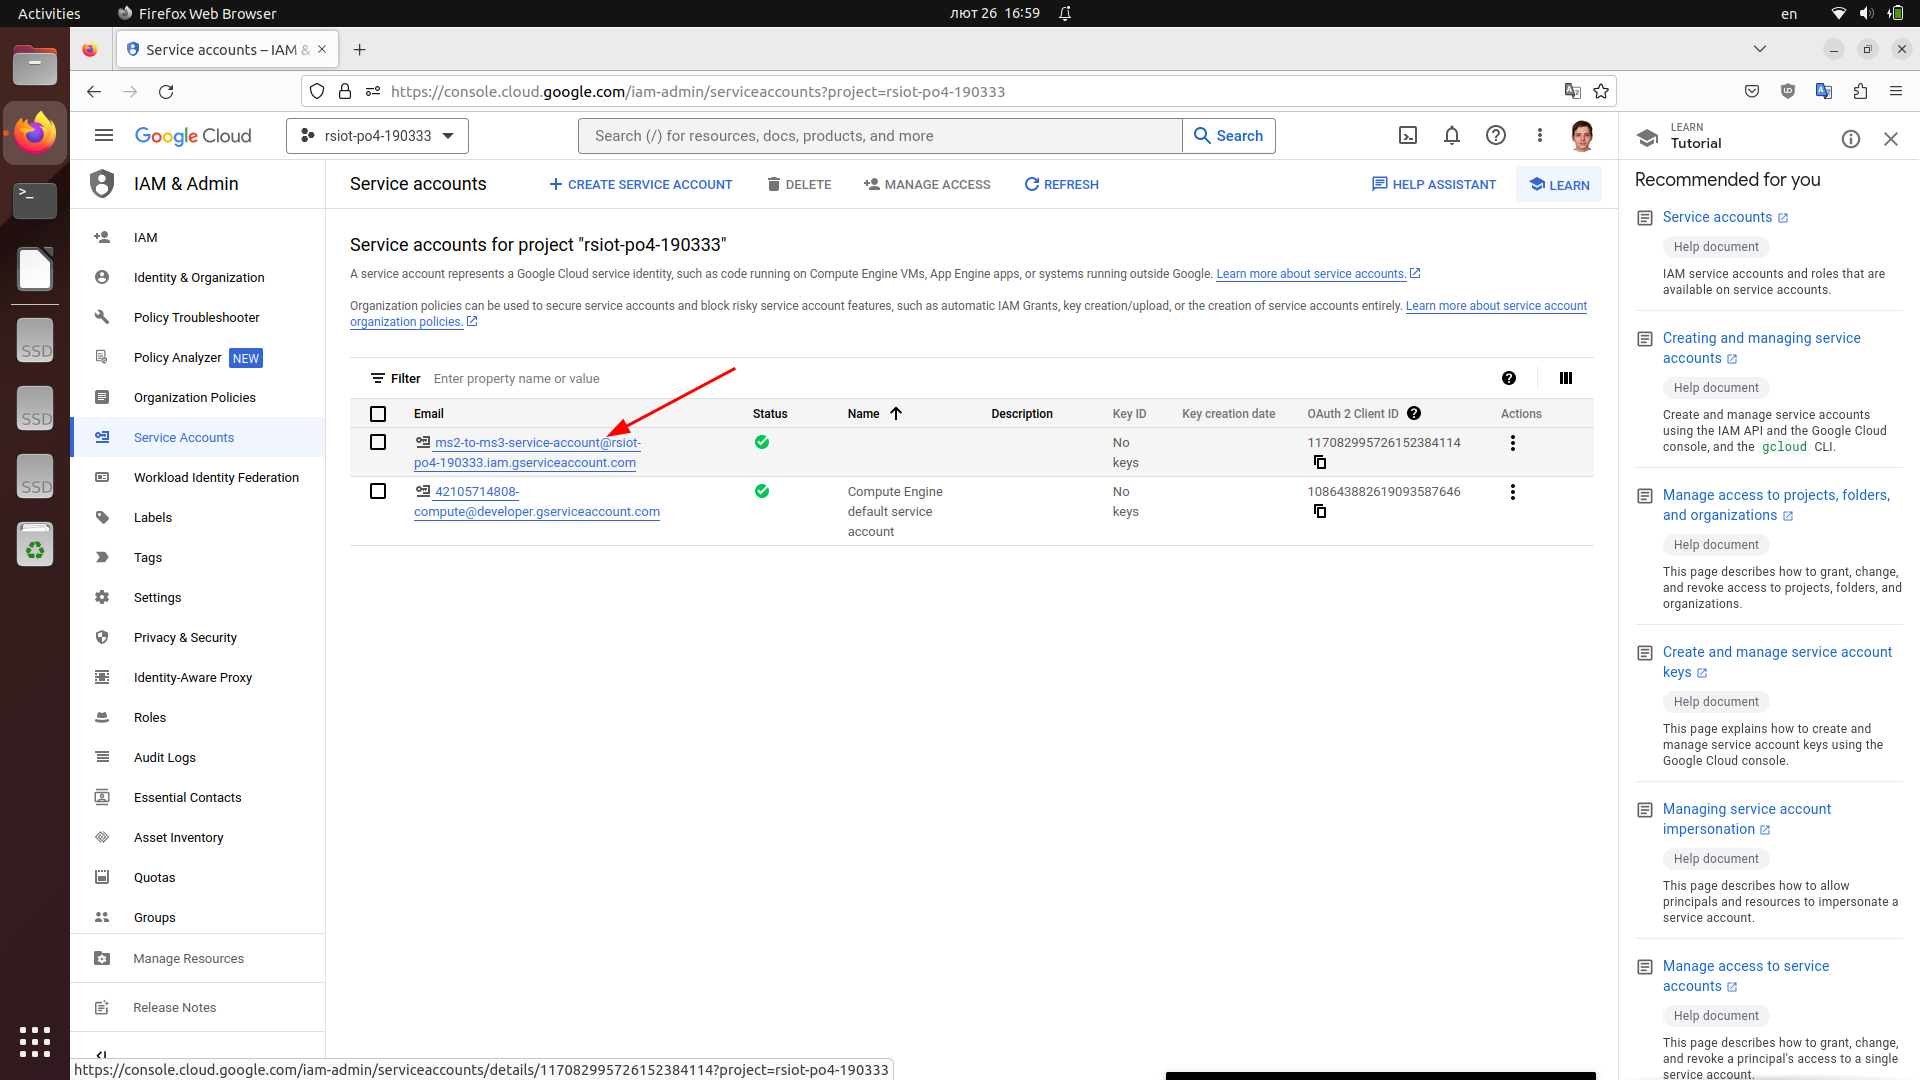 Activities
Firefox Web Browser
лют 26 16:59
en
Service accounts – IAM &
https://console.cloud.google.com/iam-admin/serviceaccounts?project=rsiot-po4-190333
Google Cloud
rsiot-po4-190333
Search (/) for resources, docs, products, and more
Search
LEARN
Tutorial
IAM & Admin
Service accounts
CREATE SERVICE ACCOUNT
DELETE
MANAGE ACCESS
REFRESH
HELP ASSISTANT
LEARN
IAM
Identity & Organization
Policy Troubleshooter
Policy Analyzer NEW
Organization Policies
Service Accounts
Workload Identity Federation
Labels
Tags
Settings
Privacy & Security
Identity-Aware Proxy
Roles
Audit Logs
Essential Contacts
Asset Inventory
Quotas
Groups
Manage Resources
Release Notes
Service accounts for project "rsiot-po4-190333"
A service account represents a Google Cloud service identity, such as code running on Compute Engine VMs, App Engine apps, or systems running outside Google. Learn more about service accounts.
Organization policies can be used to secure service accounts and block risky service account features, such as automatic IAM Grants, key creation/upload, or the creation of service accounts entirely. Learn more about service account
organization policies.
Filter Enter property name or value
Email Status Name Description Key ID Key creation date OAuth 2 Client ID Actions
ms2-to-ms3-service-account@rsiot- No 117082995726152384114
po4-190333.iam.gserviceaccount.com keys
42105714808- Compute Engine No 108643882619093587646
compute@developer.gserviceaccount.com default service keys
account
Recommended for you
Service accounts
Help document
IAM service accounts and roles that are
available on service accounts.
Creating and managing service
accounts
Help document
Create and manage service accounts
using the IAM API and the Google Cloud
console, and the gcloud CLI.
Manage access to projects, folders,
and organizations
Help document
This page describes how to grant, change,
and revoke access to projects, folders, and
organizations.
Create and manage service account
keys
Help document
This page explains how to create and
manage service account keys using the
Google Cloud console.
Managing service account
impersonation
Help document
This page describes how to allow
principals and resources to impersonate a
service account.
Manage access to service
accounts
Help document
This page describes how to grant, change,
and revoke a principal's access to a single
service account.
SSD
SSD
SSD
https://console.cloud.google.com/iam-admin/serviceaccounts/details/117082995726152384114?project=rsiot-po4-190333